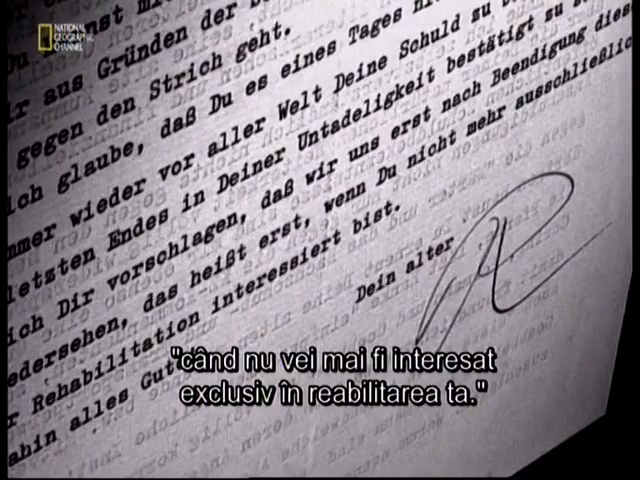 NATIONAL
GEOGRAPHIC
CHANNEL
aus Gründen der
gegen den Strich geht.
ich glaube, daß Du es eines Tages
wieder vor aller Welt Deine Schuld zu
letzten Endes in Deiner Untadeligkeit bestätigt zu
ich Dir vorschlagen, daß wir uns erst nach Beendigung
das heißt erst, wenn Du nicht mehr
Rehabilitation interessiert bist.
alles
Dein alter
"când nu vei mai fi interesat
exclusiv în reabilitarea ta."